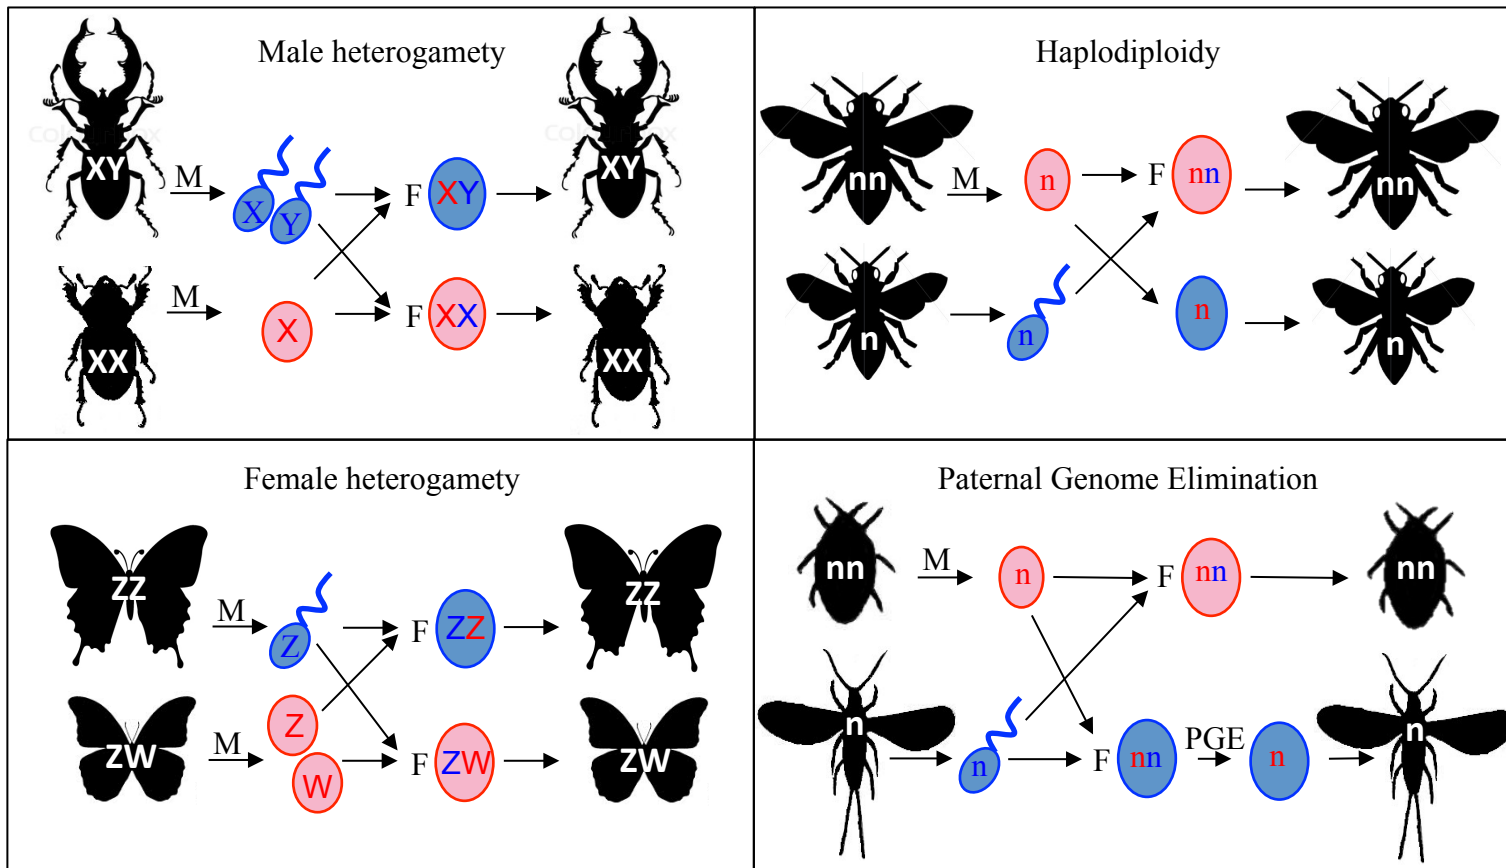 Male heterogamety
XY
M
X
Y
F
XY
XY
XX
M
X
F
XX
XX
Haplodiploidy
nn
M
n
F
nn
nn
n
n
n
n
Female heterogamety
ZZ
M
Z
F
ZZ
ZZ
ZW
M
Z
W
F
ZW
ZW
Paternal Genome Elimination
nn
M
n
F
nn
nn
n
n
F
nn
PGE
n
n